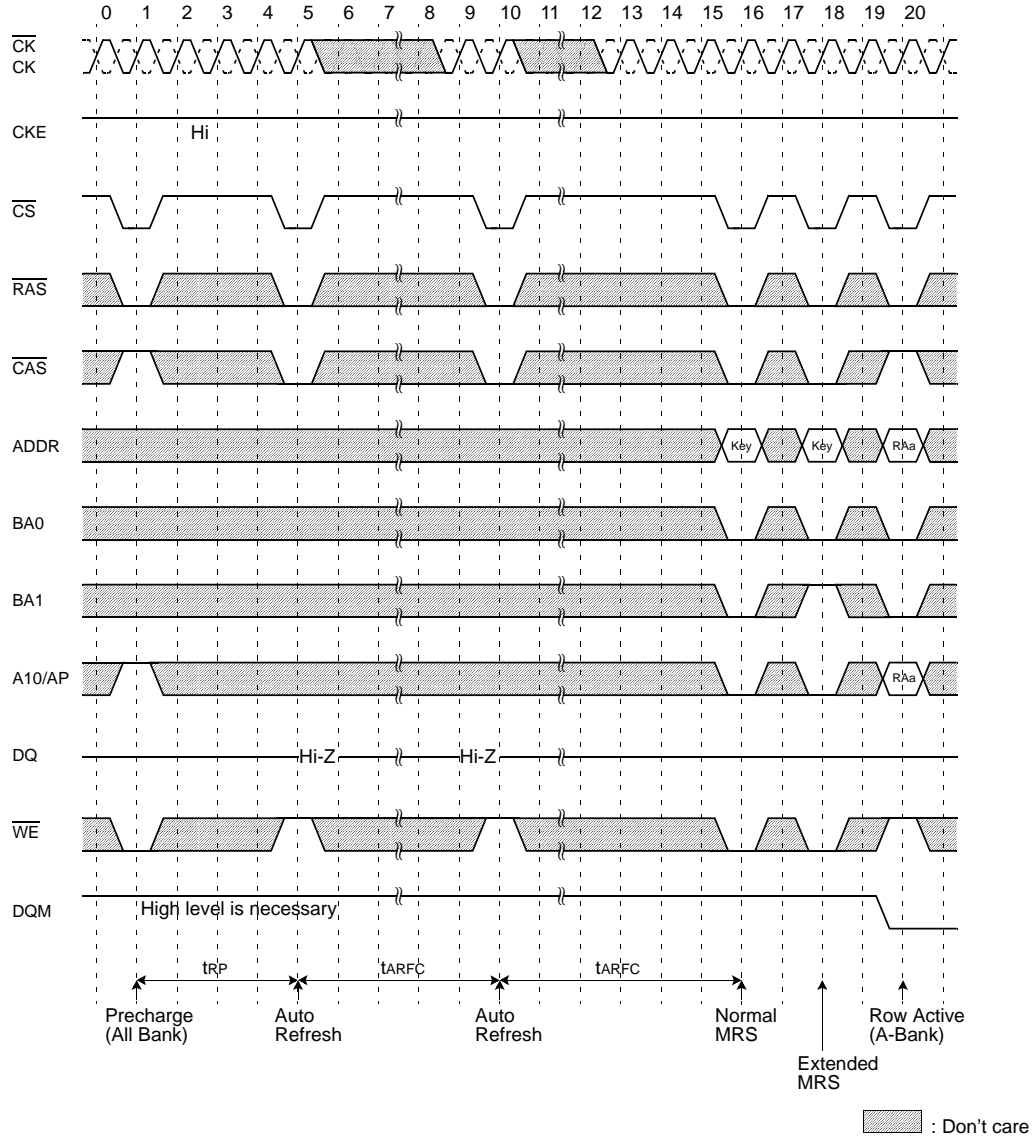 0 1 2 3 4 5 6 7 8 9 10 11 12 13 14 15 16 17 18 19 20
CK
CK
CKE
Hi
CS
RAS
CAS
ADDR
Key
Key
RAa
BA0
BA1
A10/AP
RAa
DQ
Hi-Z
Hi-Z
WE
DQM
High level is necessary
tRP
tARFC
tARFC
Precharge
(All Bank)
Auto
Refresh
Auto
Refresh
Normal
MRS
Extended
MRS
Row Active
(A-Bank)
: Don't care